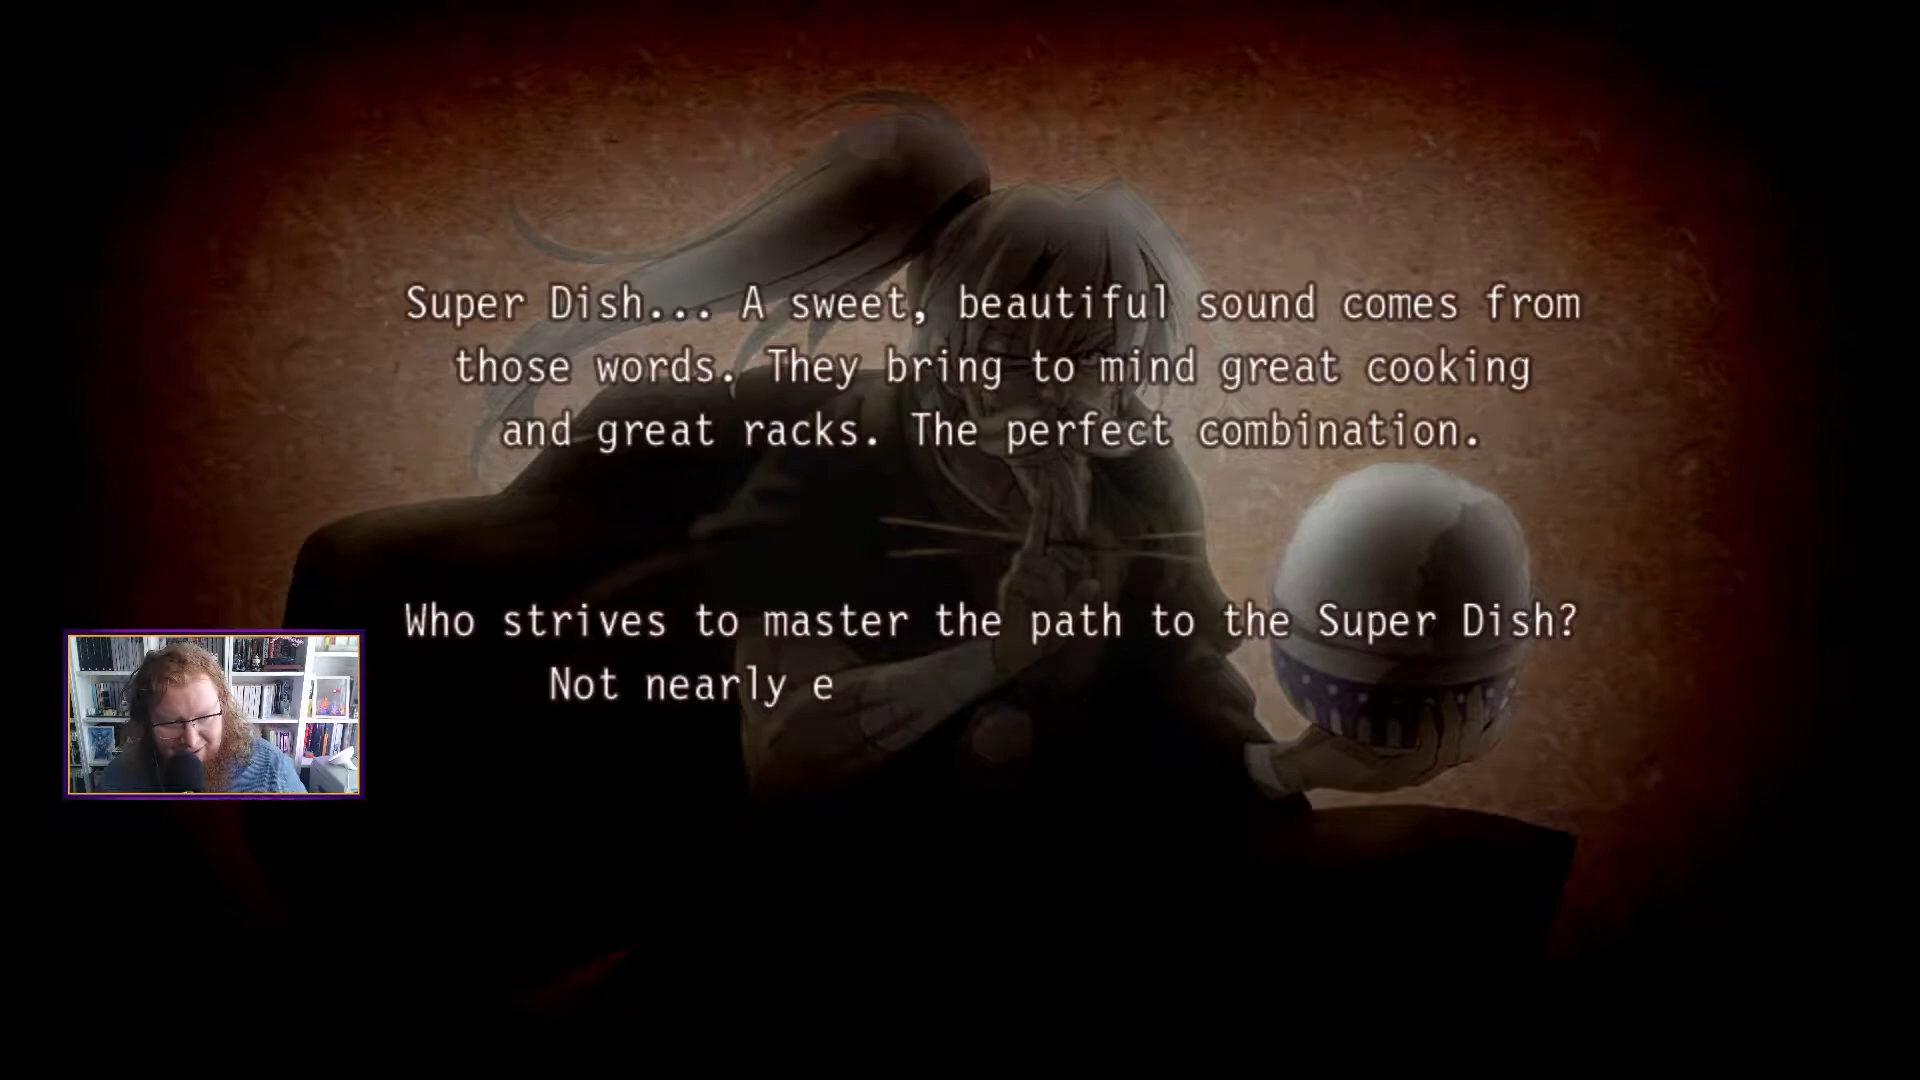 Super Dish... A sweet, beautiful sound comes from
those words. They bring to mind great cooking
and great racks. The perfect combination.
Who strives to master the path to the Super Dish?
Not nearly e